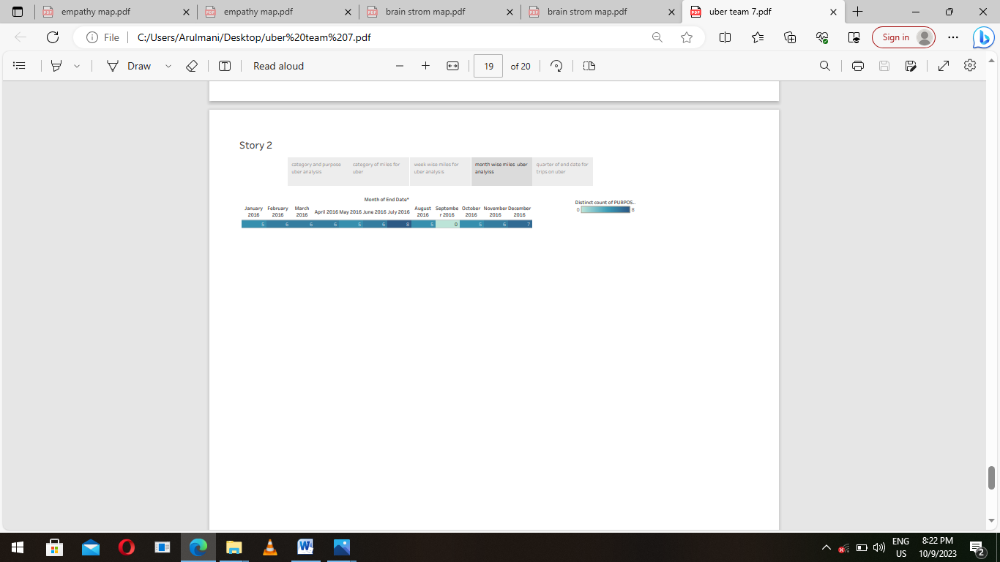 empathy map.pdf
empathy map.pdf
brain strom map.pdf
brain strom map.pdf
uber team 7.pdf
File
C:/Users/Arulmani/Desktop/uber%20team%207.pdf
Sign in
Draw
Read aloud
19
of 20
Story 2
category and purpose
uber analysis
category of miles for
uber
week wise miles for
uber analysis
month wise miles uber
analyiss
quarter of end date for
trips on uber
Month of End Date*
January
2016
February
2016
March
2016
April 2016
May 2016
June 2016
July 2016
August
2016
Septembe
r 2016
October
2016
November
2016
December
2016
5 6 6 6 5 6 8 5 0 5 6 7
Distinct count of PURPOS..
0 8
ENG
US
8:22 PM
10/9/2023
2